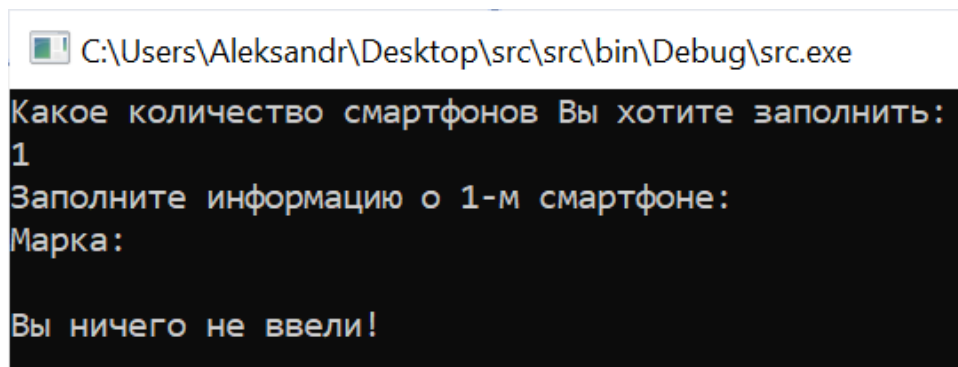 C:\Users\Aleksandr\Desktop\src\src\bin\Debug\src.exe
Какое количество смартфонов Вы хотите заполнить:
1
Заполните информацию о 1-м смартфоне:
Марка:
Вы ничего не ввели!